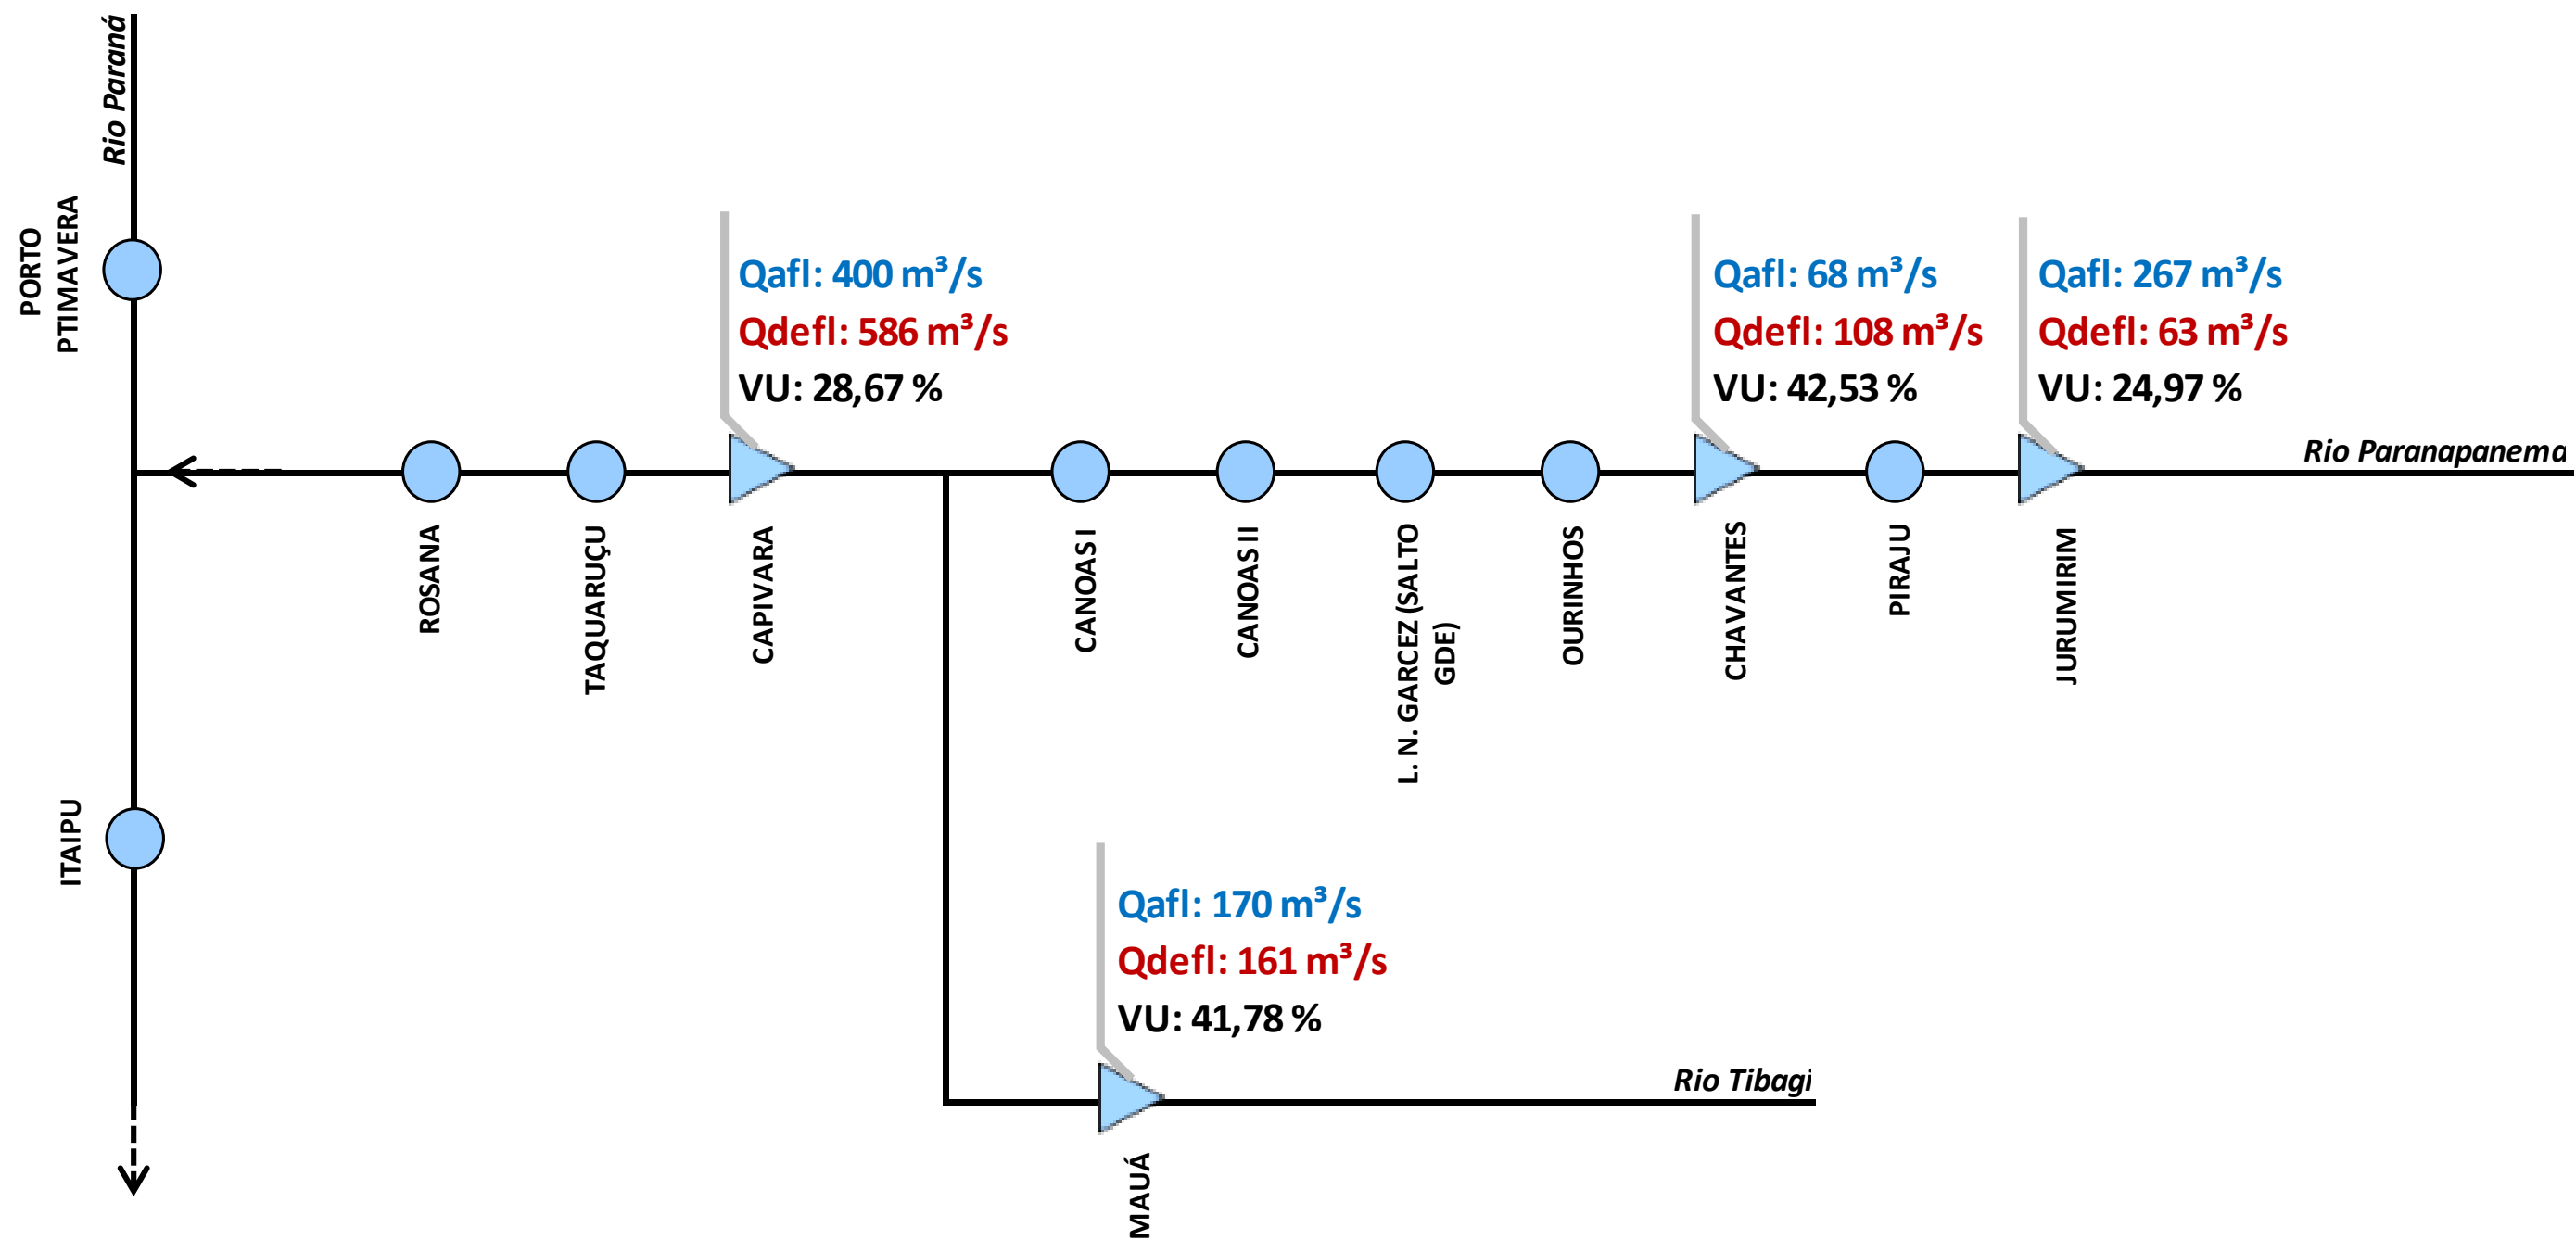 Rio Paraná
PORTO
PTIMAVERA
Qafl: 400 m³/s
Qdefl: 586 m³/s
VU: 28,67 %
Qafl: 68 m³/s
Qdefl: 108 m³/s
VU: 42,53 %
Qafl: 267 m³/s
Qdefl: 63 m³/s
VU: 24,97 %
Rio Paranapanema
ROSANA
TAQUARUÇU
CAPIVARA
CANOAS I
CANOAS II
L. N. GARCEZ (SALTO
GDE)
OURINHOS
CHAVANTES
PIRAJU
JURUMIRIM
ITAIPU
Qafl: 170 m³/s
Qdefl: 161 m³/s
VU: 41,78 %
Rio Tibagi
MAUÁ